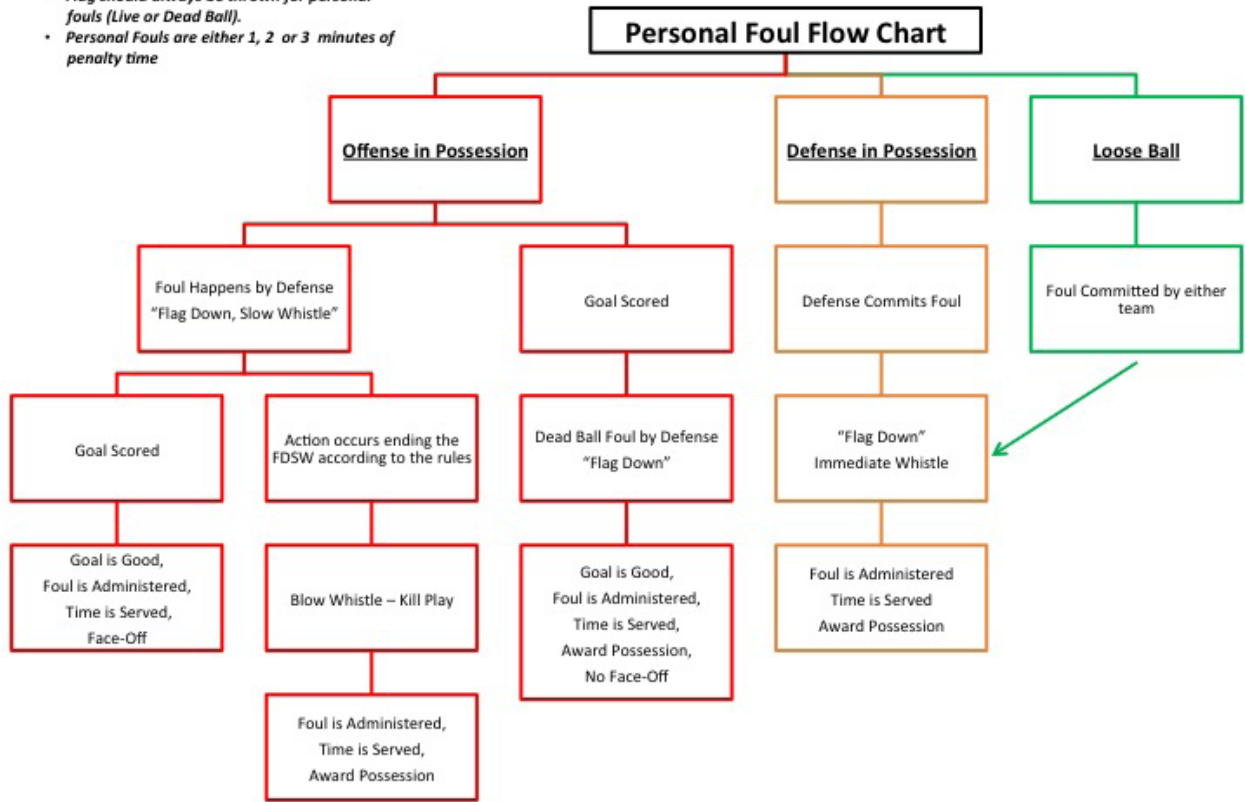 fouls (Live or Dead Ball).
• Personal Fouls are either 1, 2 or 3 minutes of
penalty time
Personal Foul Flow Chart
Offense in Possession
Defense in Possession
Loose Ball
Foul Happens by Defense
“Flag Down, Slow Whistle”
Goal Scored
Defense Commits Foul
Foul Committed by either
team
Goal Scored
Action occurs ending the
FDSW according to the rules
Dead Ball Foul by Defense
“Flag Down”
“Flag Down”
Immediate Whistle
Goal is Good,
Foul is Administered,
Time is Served,
Face-Off
Blow Whistle – Kill Play
Goal is Good,
Foul is Administered,
Time is Served,
Award Possession,
No Face-Off
Foul is Administered
Time is Served
Award Possession
Foul is Administered,
Time is Served,
Award Possession